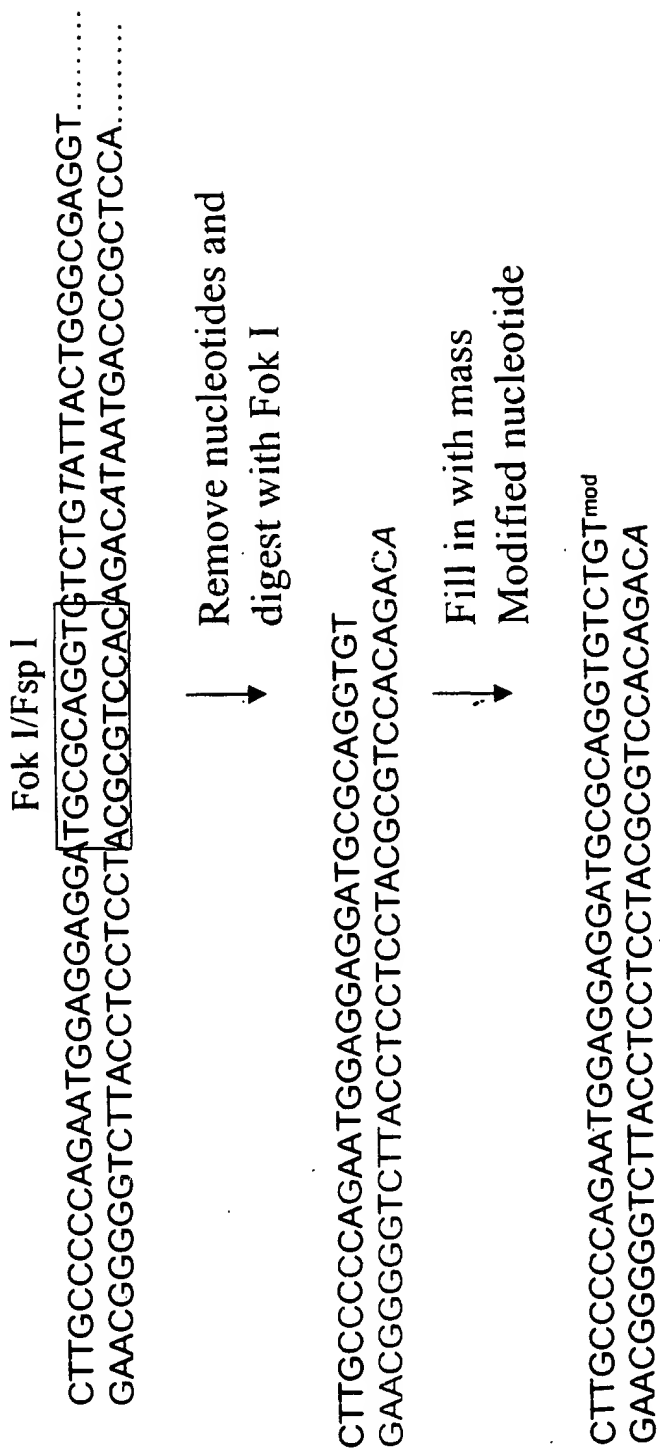 Fok I/Fsp I
CTTGCCCCCAGAATGGAGGAGGATGCGCAGGTGTCTGTATTACTGGGCGAGGT.........
GAACGGGGGTCTTACCTCCTCCTACGCGTCCACAGACATAATGACCCGCTCCA.........
Remove nucleotides and
digest with Fok I
CTTGCCCCCAGAATGGAGGAGGATGCGCAGGTGT
GAACGGGGGTCTTACCTCCTCCTACGCGTCCACAGACA
Fill in with mass
Modified nucleotide
CTTGCCCCCAGAATGGAGGAGGATGCGCAGGTGTCTGTmod
GAACGGGGGTCTTACCTCCTCCTACGCGTCCACAGACA